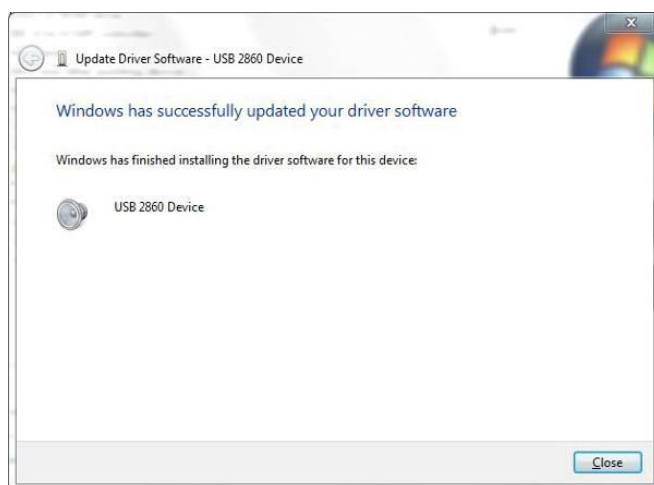 Update Driver Software - USB 2860 Device
Windows has successfully updated your driver software
Windows has finished installing the driver software for this device:
USB 2860 Device
Close